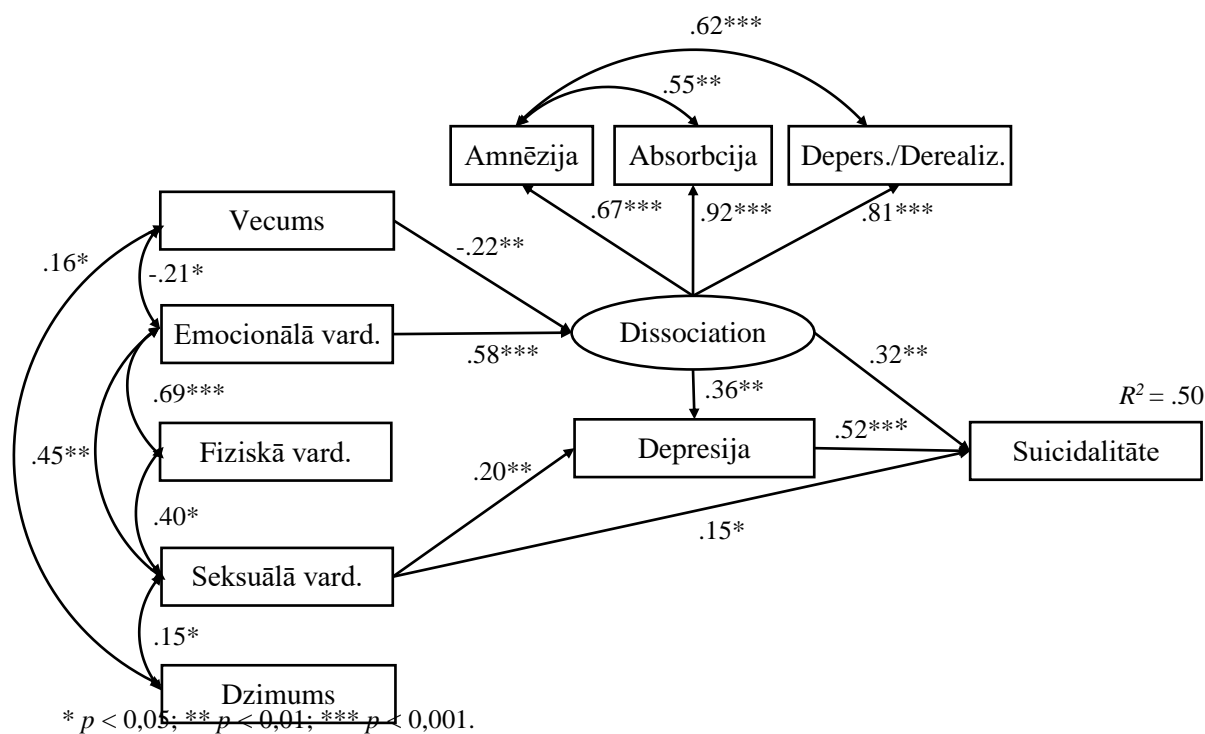 .62***
.55**
Amnēzija
Absorbcija
Depers./Derealiz.
.67***
.92***
.81***
Vecums
.16*
-.21*
-.22**
Emocionālā vard.
.58***
Dissociation
.32**
.69***
.36**
R² = .50
.45**
Fiziskā vard.
Depresija
.52***
Suicidalitāte
.20**
.40*
.15*
Seksuālā vard.
.15*
Dzimums
* p < 0,05; ** p < 0,01; *** p < 0,001.